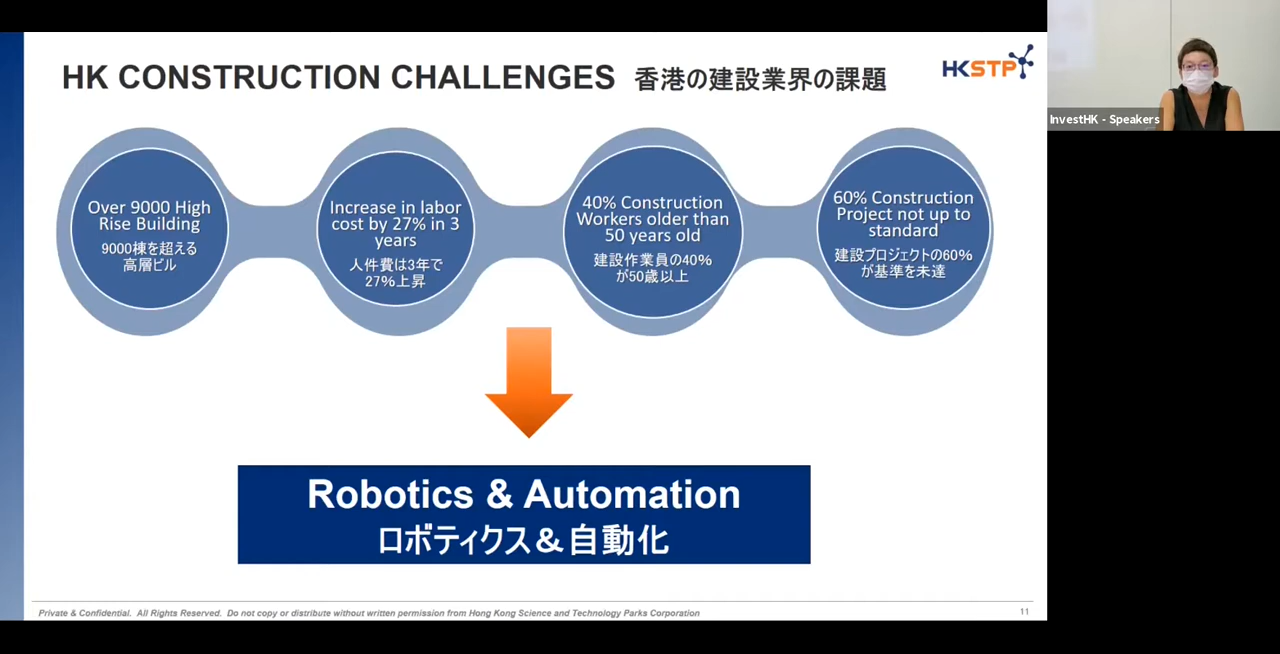 HK CONSTRUCTION CHALLENGES 香港の建設業界の課題
HKSTP
InvestHK - Speakers
Over 9000 High
Rise Building
9000棟を超える
高層ビル
Increase in labor
cost by 27% in 3
years
人件費は3年で
27%上昇
40% Construction
Workers older than
50 years old
建設作業員の40%
が50歳以上
60% Construction
Project not up to
standard
建設プロジェクトの60%
が基準を未達
Robotics & Automation
ロボティクス＆自動化
Private & Confidential. All Rights Reserved. Do not copy or distribute without written permission from Hong Kong Science and Technology Parks Corporation
11